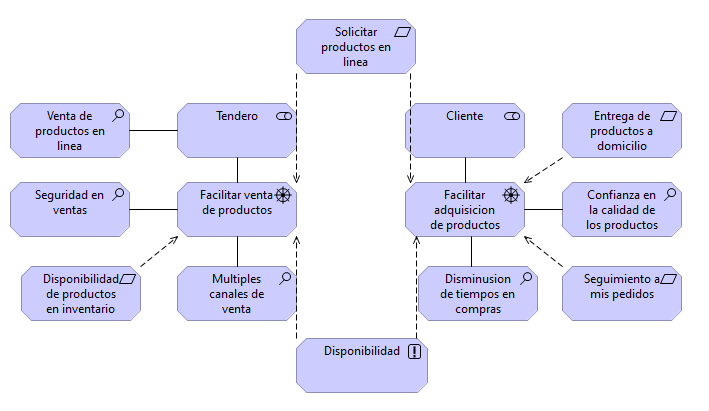 Solicitar
productos en
linea
Venta de
productos en
linea
Tendero
Cliente
Entrega de
productos a
domicilio
Seguridad en
ventas
Facilitar venta
de productos
Facilitar
adquisicion
de productos
Confianza en
la calidad de
los productos
Disponibilidad
de productos
en inventario
Multiples
canales de
venta
Disminusion
de tiempos en
compras
Seguimiento a
mis pedidos
Disponibilidad